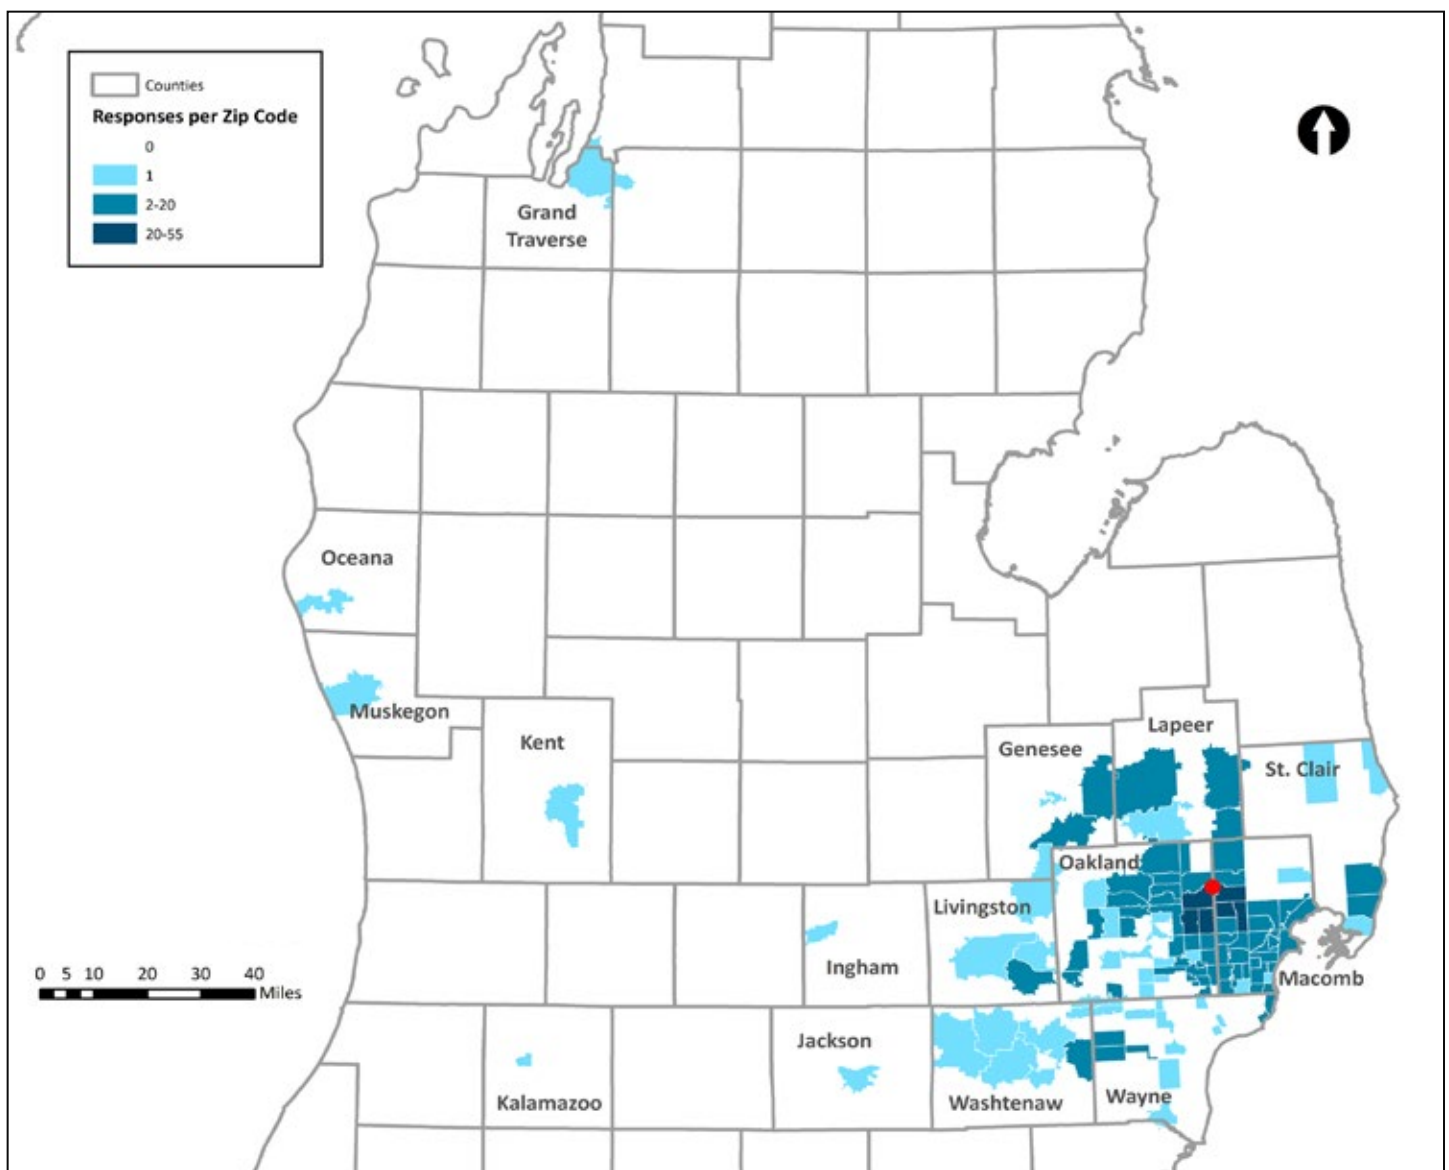 Counties
Responses per Zip Code
0
1
2-20
20-55
Grand
Traverse
Oceana
Muskegon
Kent
Lapeer
Genesee
St. Clair
Oakland
Livingston
Ingham
Macomb
0 5 10 20 30 40
Miles
Jackson
Kalamazoo
Washtenaw
Wayne